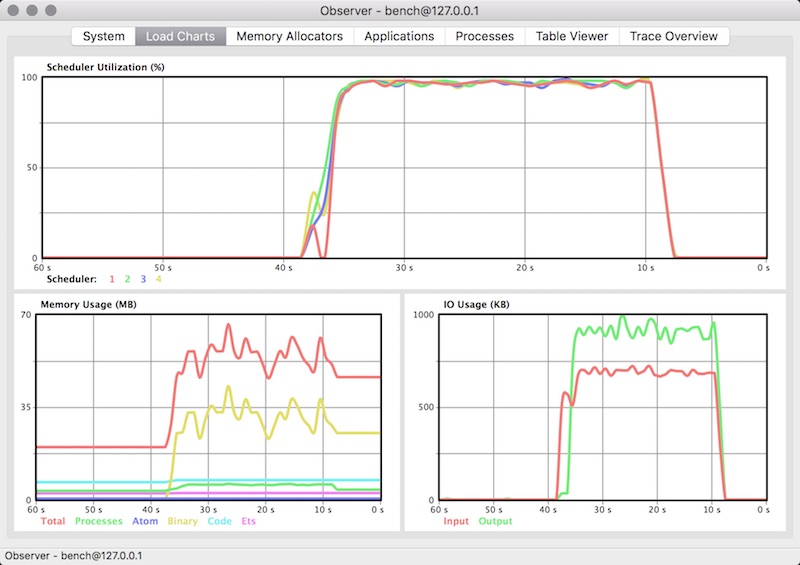 Observer - bench@127.0.0.1
System Load Charts Memory Allocators Applications Processes Table Viewer Trace Overview
Scheduler Utilization (%)
100
50
0
60 s 50 s 40 s 30 s 20 s 10 s 0 s
Scheduler: 1 2 3 4
Memory Usage (MB)
70
35
0
60 s 50 s 40 s 30 s 20 s 10 s 0 s
Total Processes Atom Binary Code Ets
IO Usage (KB)
1000
500
0
60 s 50 s 40 s 30 s 20 s 10 s 0 s
Input Output
Observer - bench@127.0.0.1